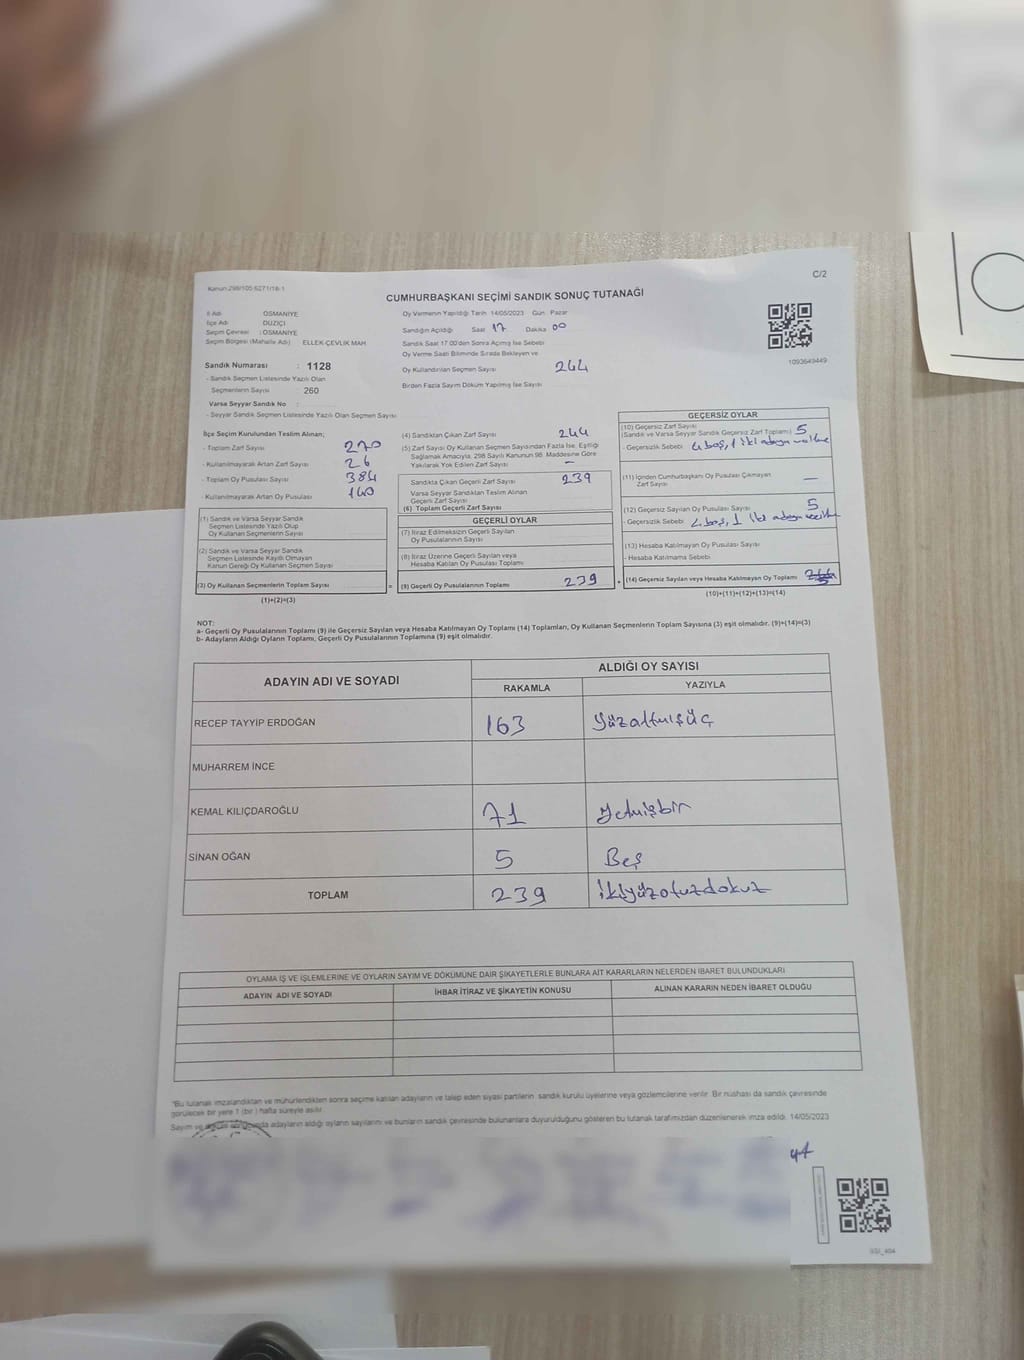 Kanun:298/105-6271/18-1
C/2
CUMHURBAŞKANI SEÇİMİ SANDIK SONUÇ TUTANAĞI
İl Adı OSMANİYE
İlçe Adı DÜZİÇİ
Seçim Çevresi : OSMANİYE
Seçim Bölgesi (Mahalle Adı) ELLEK-ÇEVLİK MAH
Sandık Numarası : 1128
- Sandık Seçmen Listesinde Yazılı Olan
Seçmenlerin Sayısı : 260
Varsa Seyyar Sandık No :
- Seyyar Sandık Seçmen Listesinde Yazılı Olan Seçmen Sayısı
Oy Vermenin Yapıldığı Tarih 14/05/2023 Gün Pazar
Sandığın Açıldığı Saat 17 Dakika 00
Sandık Saat 17:00'den Sonra Açılmış İse Sebebi
Oy Verme Saati Bitiminde Sırada Bekleyen ve
Oy Kullandırılan Seçmen Sayısı 244
Birden Fazla Sayım Döküm Yapılmış İse Sayısı
1093649449
İlçe Seçim Kurulundan Teslim Alınan;
- Toplam Zarf Sayısı 270
- Kullanılmayarak Artan Zarf Sayısı 26
- Toplam Oy Pusulası Sayısı 384
- Kullanılmayarak Artan Oy Pusulası 140
(1) Sandık ve Varsa Seyyar Sandık
Seçmen Listesinde Yazılı Olup
Oy Kullanan Seçmenlerin Sayısı
(2) Sandık ve Varsa Seyyar Sandık
Seçmen Listesinde Kayıtlı Olmayan
Kanun Gereği Oy Kullanan Seçmen Sayısı
(3) Oy Kullanan Seçmenlerin Toplam Sayısı =
(1)+(2)=(3)
(4) Sandıktan Çıkan Zarf Sayısı 244
(5) Zarf Sayısı Oy Kullanan Seçmen Sayısından Fazla İse, Eşitliği
Sağlamak Amacıyla, 298 Sayılı Kanunun 98. Maddesine Göre
Yakılarak Yok Edilen Zarf Sayısı –
Sandıkta Çıkan Geçerli Zarf Sayısı 239
Varsa Seyyar Sandıktan Teslim Alınan
Geçerli Zarf Sayısı
(6) Toplam Geçerli Zarf Sayısı
GEÇERLİ OYLAR
(7) İtiraz Edilmeksizin Geçerli Sayılan
Oy Pusulalarının Sayısı
(8) İtiraz Üzerine Geçerli Sayılan veya
Hesaba Katılan Oy Pusulası Toplamı
(9) Geçerli Oy Pusulalarının Toplamı 239 +
GEÇERSİZ OYLAR
(10) Geçersiz Zarf Sayısı
(Sandık ve Varsa Seyyar Sandık Geçersiz Zarf Toplamı) 5
- Geçersizlik Sebebi 4 boş, 1 iki adaya
(11) İçinden Cumhurbaşkanı Oy Pusulası Çıkmayan
Zarf Sayısı —
(12) Geçersiz Sayılan Oy Pusulası Sayısı 5
- Geçersizlik Sebebi 4 boş, 1 iki adaya
(13) Hesaba Katılmayan Oy Pusulası Sayısı
- Hesaba Katılmama Sebebi
(14) Geçersiz Sayılan veya Hesaba Katılmayan Oy Toplamı 5
(10)+(11)+(12)+(13)=(14)
NOT:
a- Geçerli Oy Pusulalarının Toplamı (9) ile Geçersiz Sayılan veya Hesaba Katılmayan Oy Toplamı (14) Toplamları, Oy Kullanan Seçmenlerin Toplam Sayısına (3) eşit olmalıdır. (9)+(14)=(3)
b- Adayların Aldığı Oyların Toplamı, Geçerli Oy Pusulalarının Toplamına (9) eşit olmalıdır.
ADAYIN ADI VE SOYADI ALDIĞI OY SAYISI
RAKAMLA YAZIYLA
RECEP TAYYİP ERDOĞAN 163 Yüzaltmışüç
MUHARREM İNCE
KEMAL KILIÇDAROĞLU 71 Yetmişbir
SİNAN OĞAN 5 Beş
TOPLAM 239 İkiyüzotuzdokuz
OYLAMA İŞ VE İŞLEMLERİNE VE OYLARIN SAYIM VE DÖKÜMÜNE DAİR ŞİKAYETLERLE BUNLARA AİT KARARLARIN NELERDEN İBARET BULUNDUKLARI
ADAYIN ADI VE SOYADI İHBAR İTİRAZ VE ŞİKAYETİN KONUSU ALINAN KARARIN NEDEN İBARET OLDUĞU
"Bu tutanak imzalandıktan ve mühürlendikten sonra seçime katılan adayların ve talep eden siyasi partilerin sandık kurulu üyelerine veya gözlemcilerine verilir. Bir nüshası da sandık çevresinde
görülecek bir yere 1 (bir) hafta süreyle asılır.
Sayım ve döküm sonucunda adayların aldığı oyların sayılarını ve bunların sandık çevresinde bulunanlara duyurulduğunu gösteren bu tutanak tarafımızdan düzenlenerek imza edildi. 14/05/2023